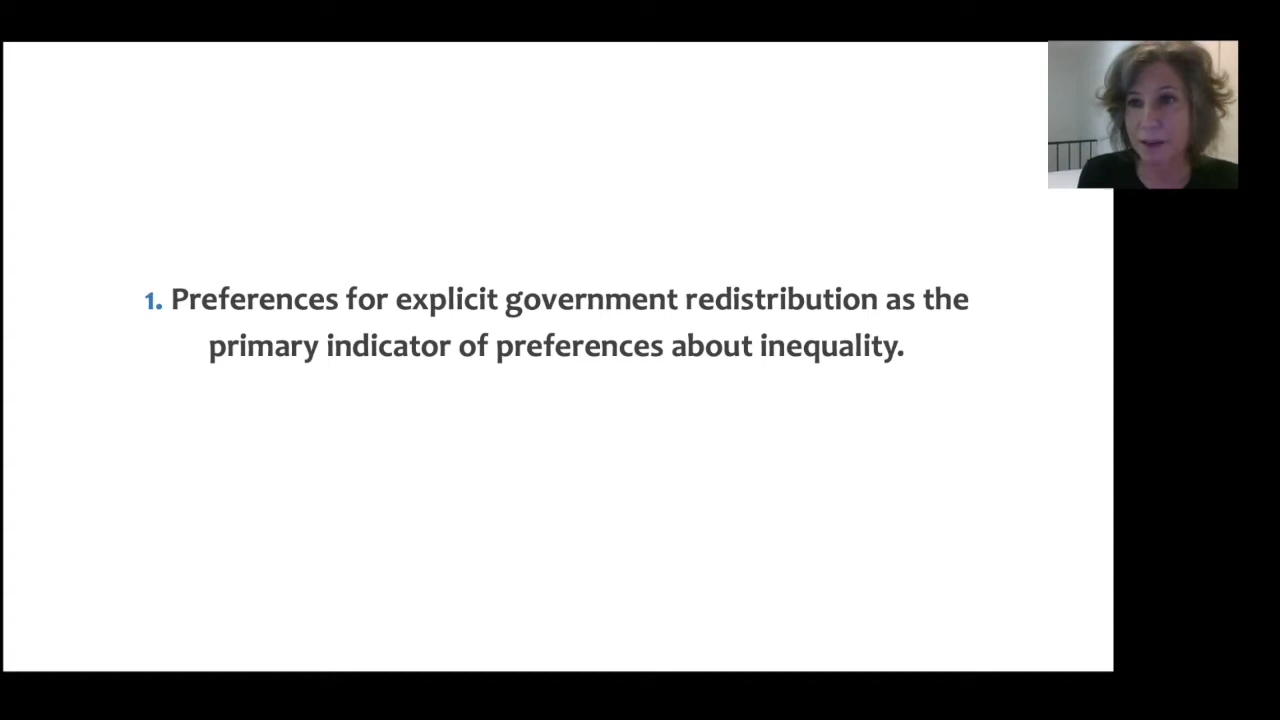 1. Preferences for explicit government redistribution as the
primary indicator of preferences about inequality.